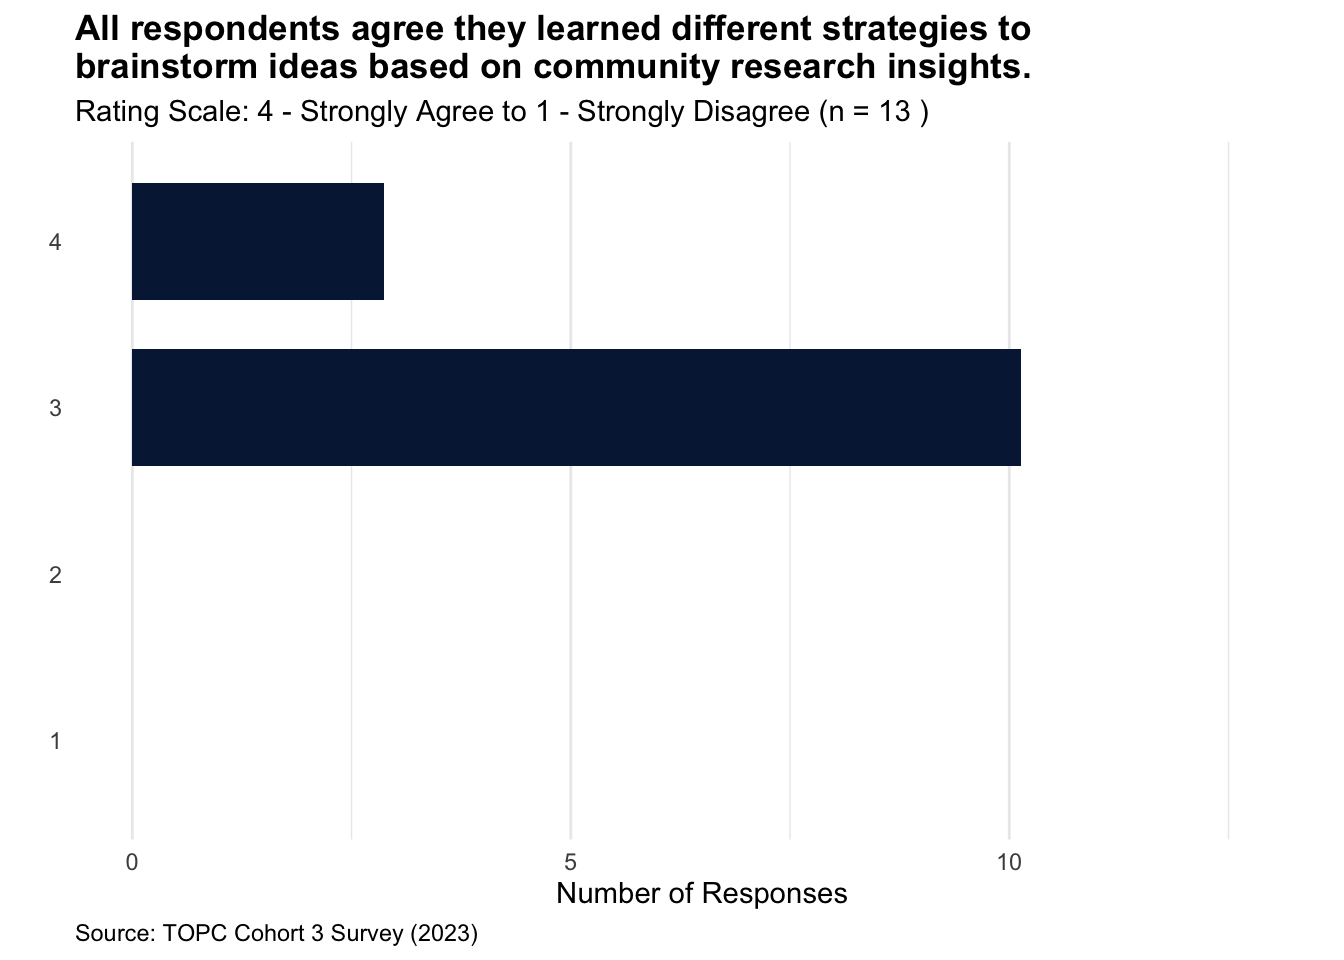 All respondents agree they learned different strategies to
brainstorm ideas based on community research insights.
Rating Scale: 4 - Strongly Agree to 1 - Strongly Disagree (n = 13 )
4
3
2
1
0 5 10
Number of Responses
Source: TOPC Cohort 3 Survey (2023)